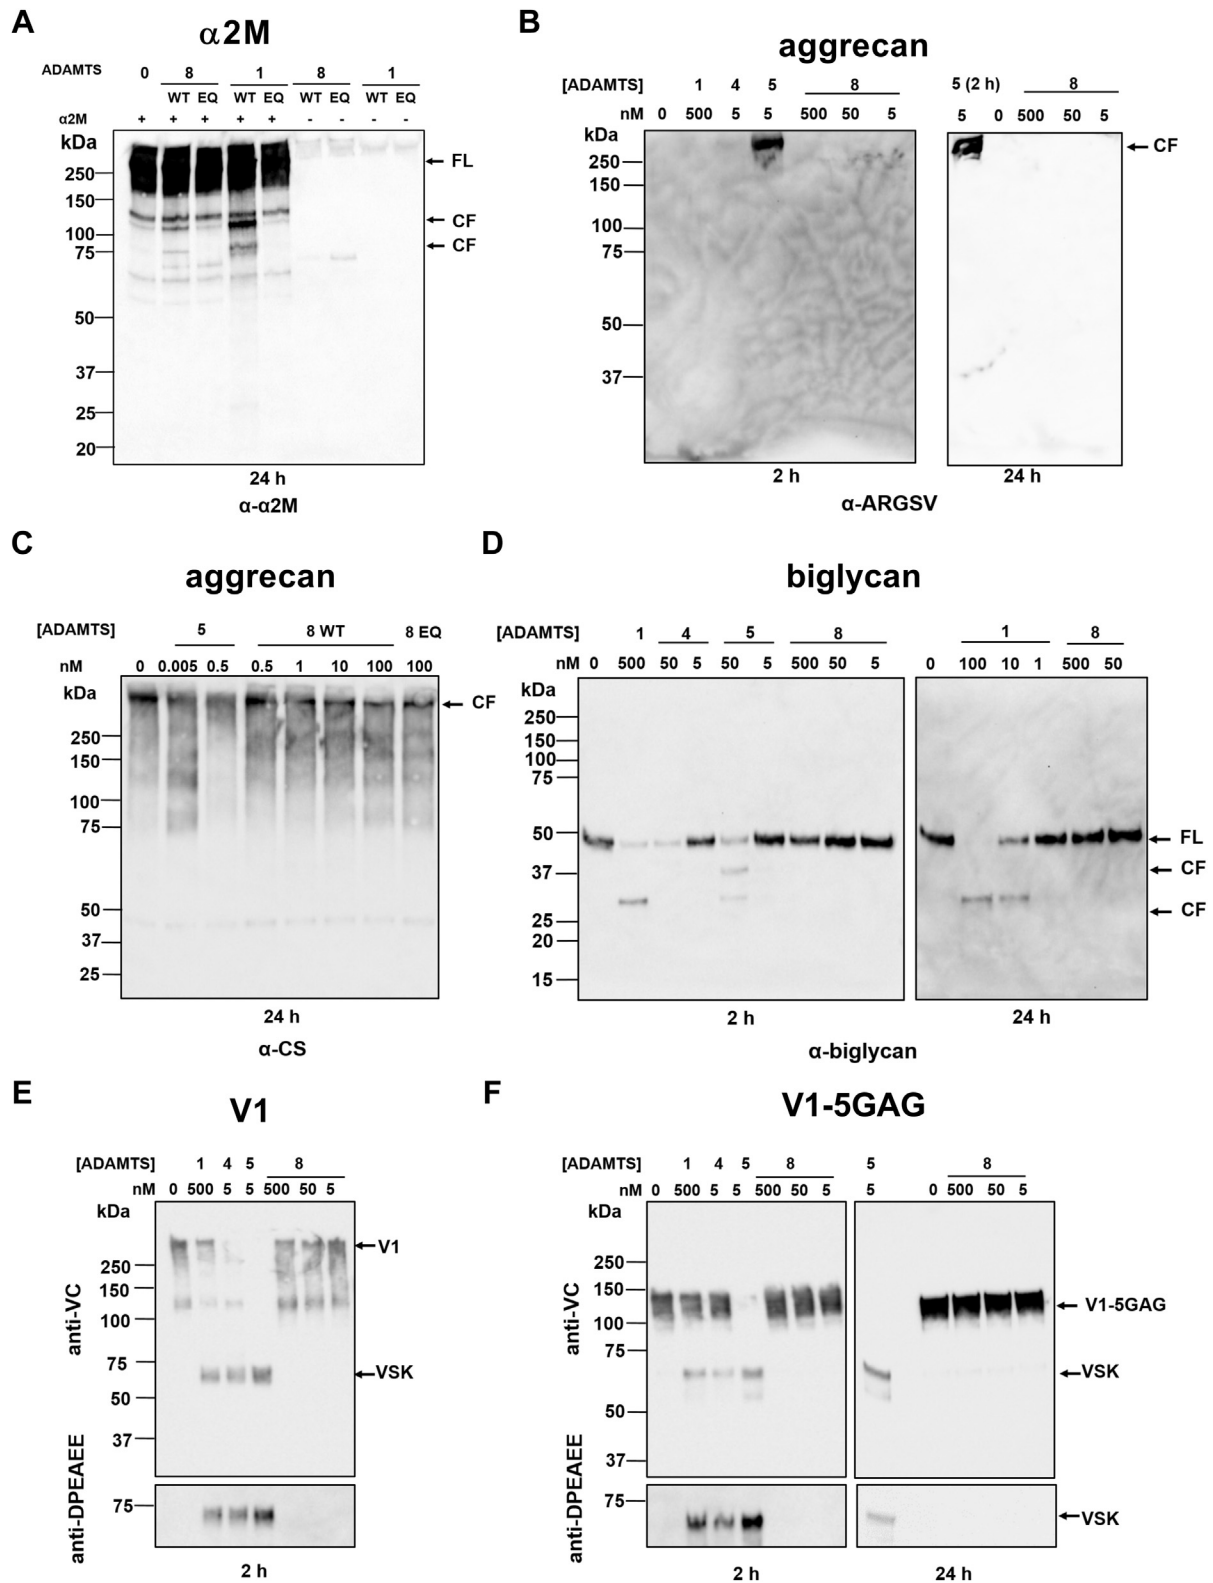 A
α2M
ADAMTS 0 8 1 8 1
WT EQ WT EQ WT EQ WT EQ
α2M + + + + + - - - -
kDa
250
150
100
75
50
37
25
20
FL
CF
CF
24 h
α-α2M
B
aggrecan
[ADAMTS] 1 4 5 8 5 (2 h) 8
nM 0 500 5 5 500 50 5 5 0 500 50 5
kDa
250
150
100
75
50
37
CF
2 h 24 h
α-ARGSV
C
aggrecan
[ADAMTS] 5 8 WT 8 EQ
nM 0 0.005 0.5 0.5 1 10 100 100
kDa
250
150
100
75
50
37
25
CF
24 h
α-CS
D
biglycan
[ADAMTS] 1 4 5 8 1 8
nM 0 500 50 5 50 5 500 50 5 0 100 10 1 500 50
kDa
250
150
100
75
50
37
25
20
15
FL
CF
CF
2 h 24 h
α-biglycan
E
V1
[ADAMTS] 1 4 5 8
nM 0 500 5 5 500 50 5
kDa
250
150
100
75
50
37
anti-VC
V1
VSK
75
anti-DPEAEE
2 h
F
V1-5GAG
[ADAMTS] 1 4 5 8 5 8
nM 0 500 5 5 500 50 5 5 0 500 50 5
kDa
250
150
100
75
50
37
anti-VC
V1-5GAG
VSK
75
anti-DPEAEE
VSK
2 h 24 h